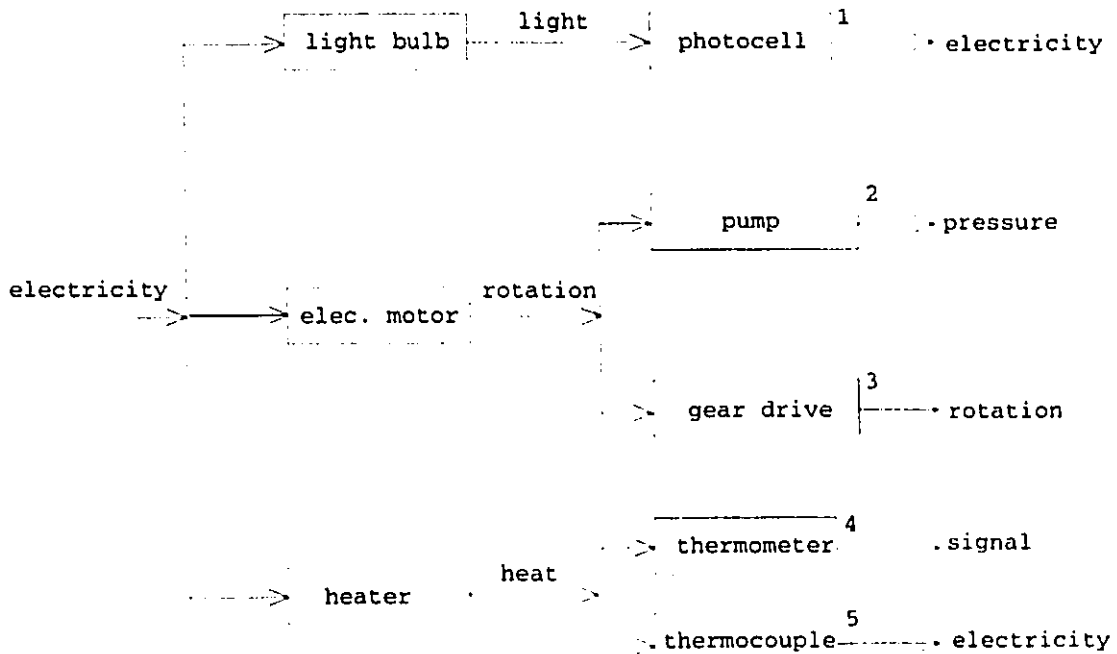 light
light bulb
photocell
1
electricity
pump
2
pressure
electricity
elec. motor
rotation
gear drive
3
rotation
thermometer
4
signal
heater
heat
thermocouple
5
electricity